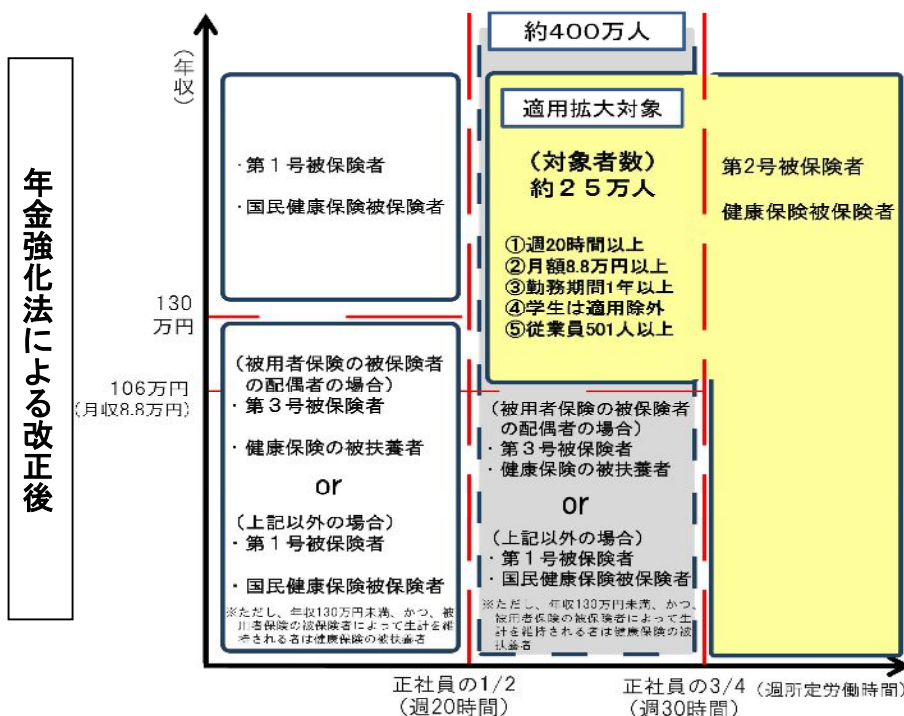 年金強化法による改正後
(年収)
約400万人
適用拡大対象
(対象者数)
約25万人
①週20時間以上
②月額8.8万円以上
③勤務期間1年以上
④学生は適用除外
⑤従業員501人以上
・第1号被保険者
・国民健康保険被保険者
第2号被保険者
健康保険被保険者
130
万円
106万円
(月収8.8万円)
(被用者保険の被保険者
の配偶者の場合)
・第3号被保険者
・健康保険の被扶養者
or
(上記以外の場合)
・第1号被保険者
・国民健康保険被保険者
※ただし、年収130万円未満、かつ、被
用者保険の被保険者によって生計を維
持される者は健康保険の被扶養者
(被用者保険の被保険者
の配偶者の場合)
・第3号被保険者
・健康保険の被扶養者
or
(上記以外の場合)
・第1号被保険者
・国民健康保険被保険者
※ただし、年収130万円未満、かつ、
被用者保険の被保険者によって生
計を維持される者は健康保険の被
扶養者
正社員の1/2
(週20時間)
正社員の3/4
(週30時間)
(週所定労働時間)